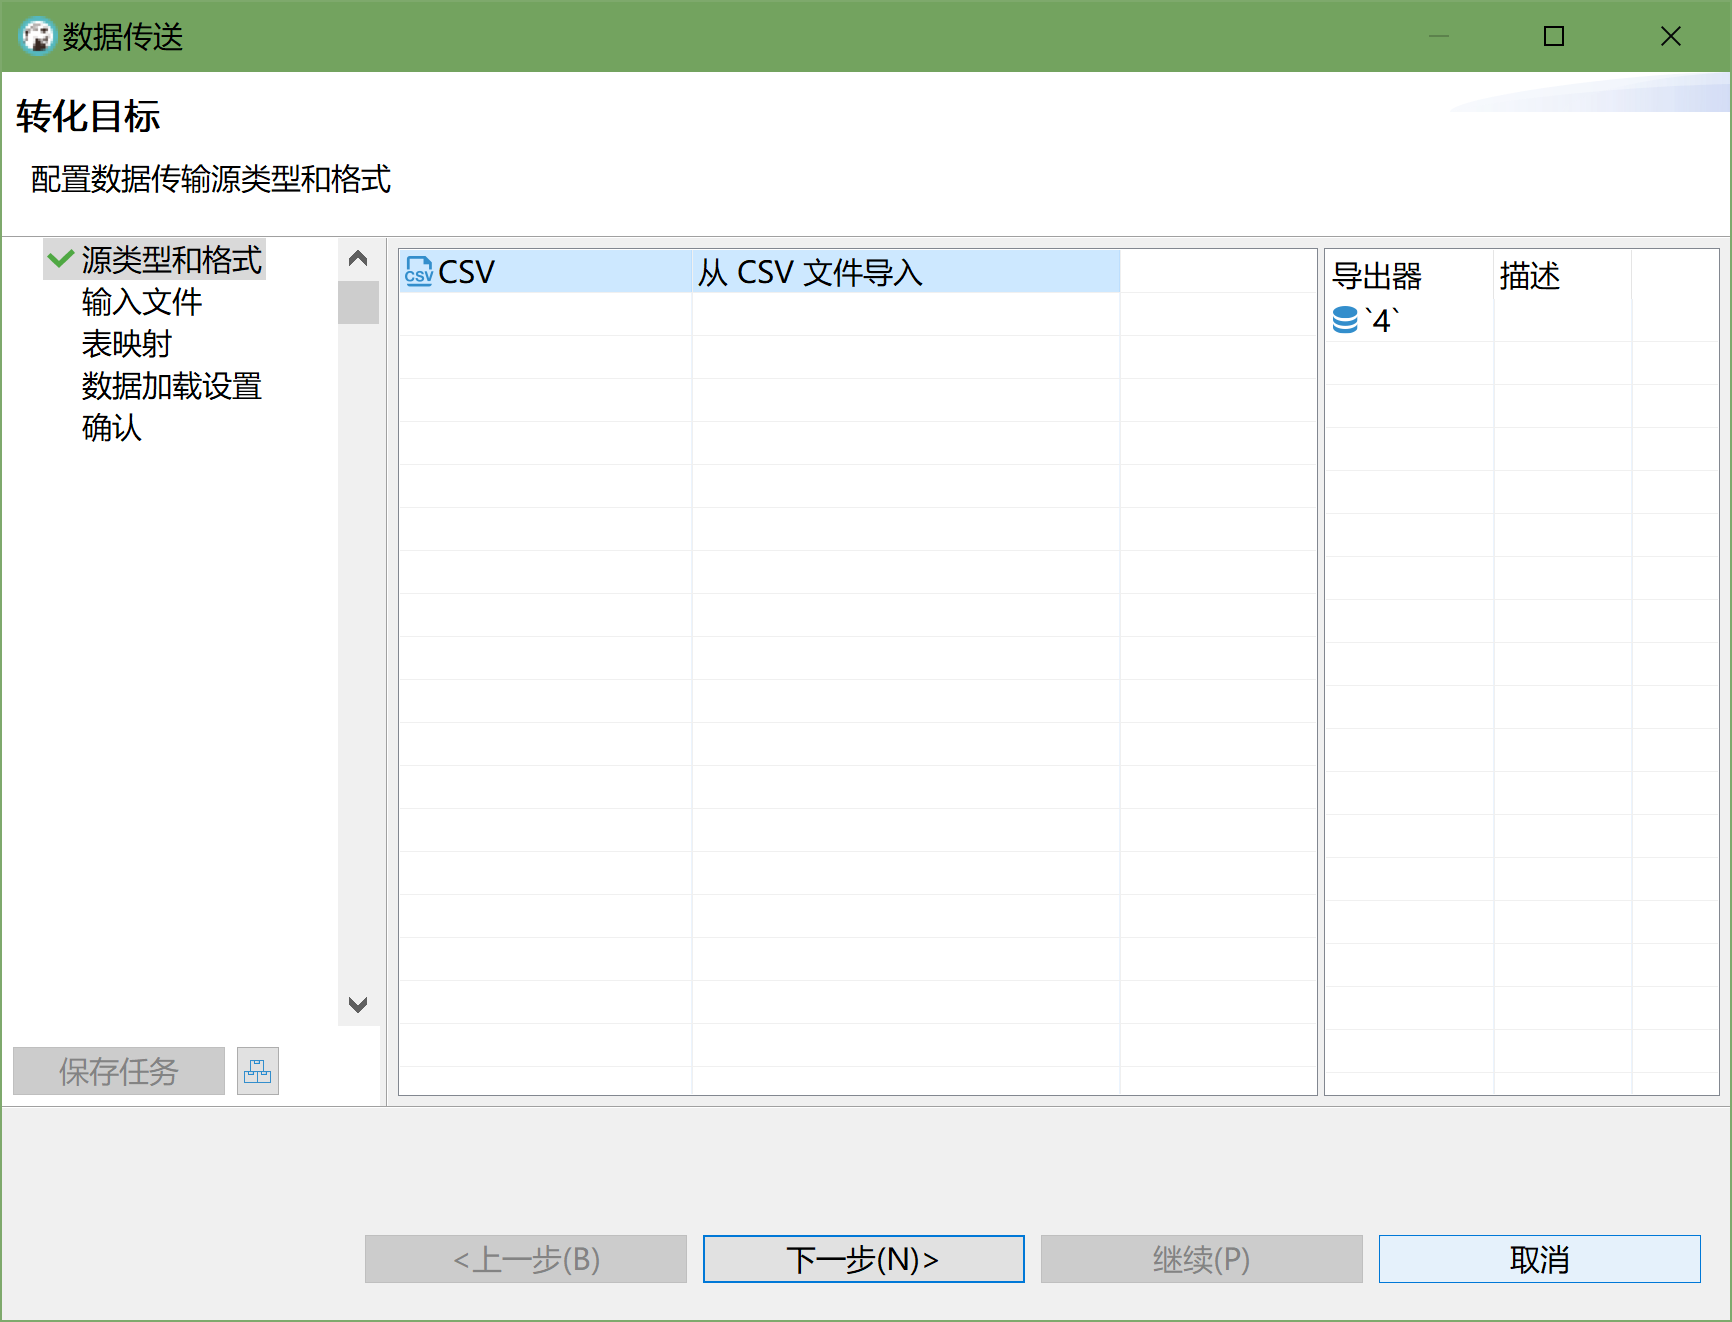 数据传送
转化目标
配置数据传输源类型和格式
源类型和格式
输入文件
表映射
数据加载设置
确认
保存任务
CSV CSV 从 CSV 文件导入
导出器 描述
`4`
<上一步(B)
下一步(N)>
继续(P)
取消